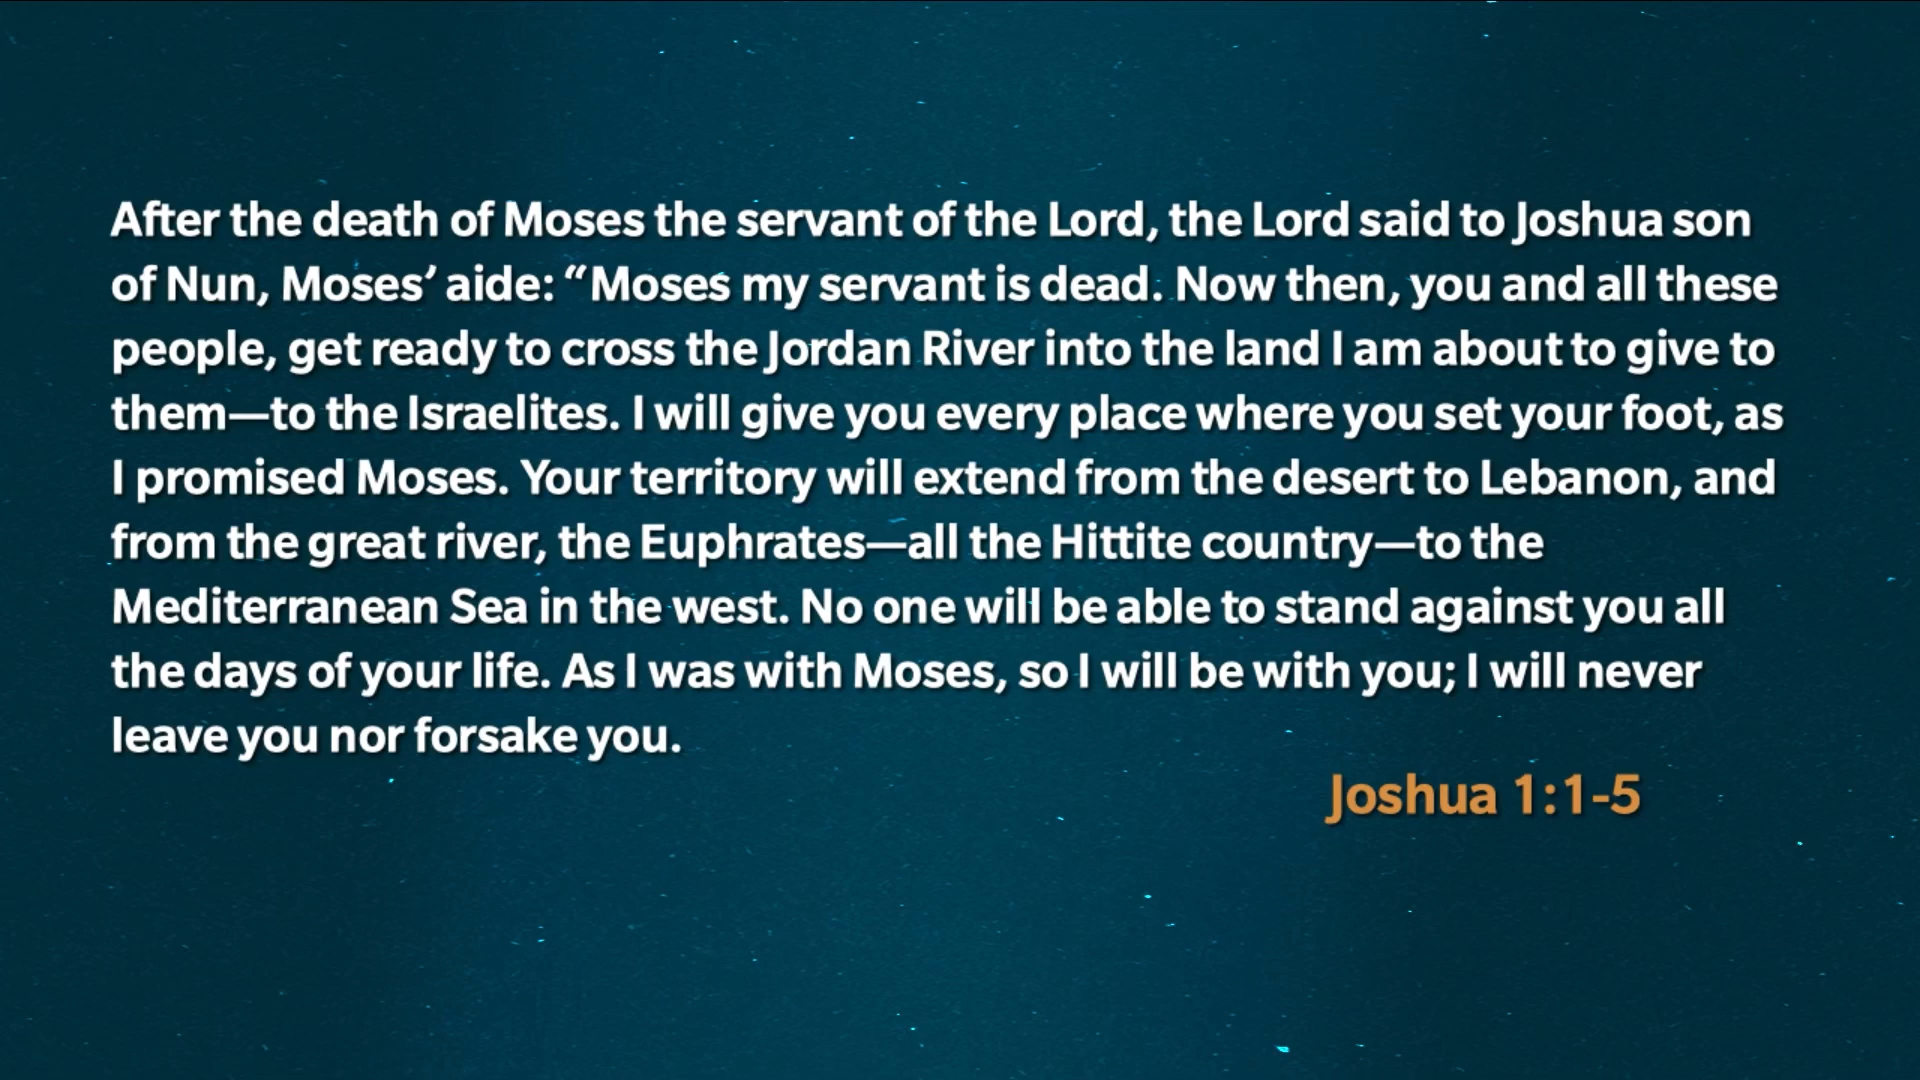 After the death of Moses the servant of the Lord, the Lord said to Joshua son
of Nun, Moses’ aide: “Moses my servant is dead. Now then, you and all these
people, get ready to cross the Jordan River into the land I am about to give to
them—to the Israelites. I will give you every place where you set your foot, as
I promised Moses. Your territory will extend from the desert to Lebanon, and
from the great river, the Euphrates—all the Hittite country—to the
Mediterranean Sea in the west. No one will be able to stand against you all
the days of your life. As I was with Moses, so I will be with you; I will never
leave you nor forsake you.
Joshua 1:1-5